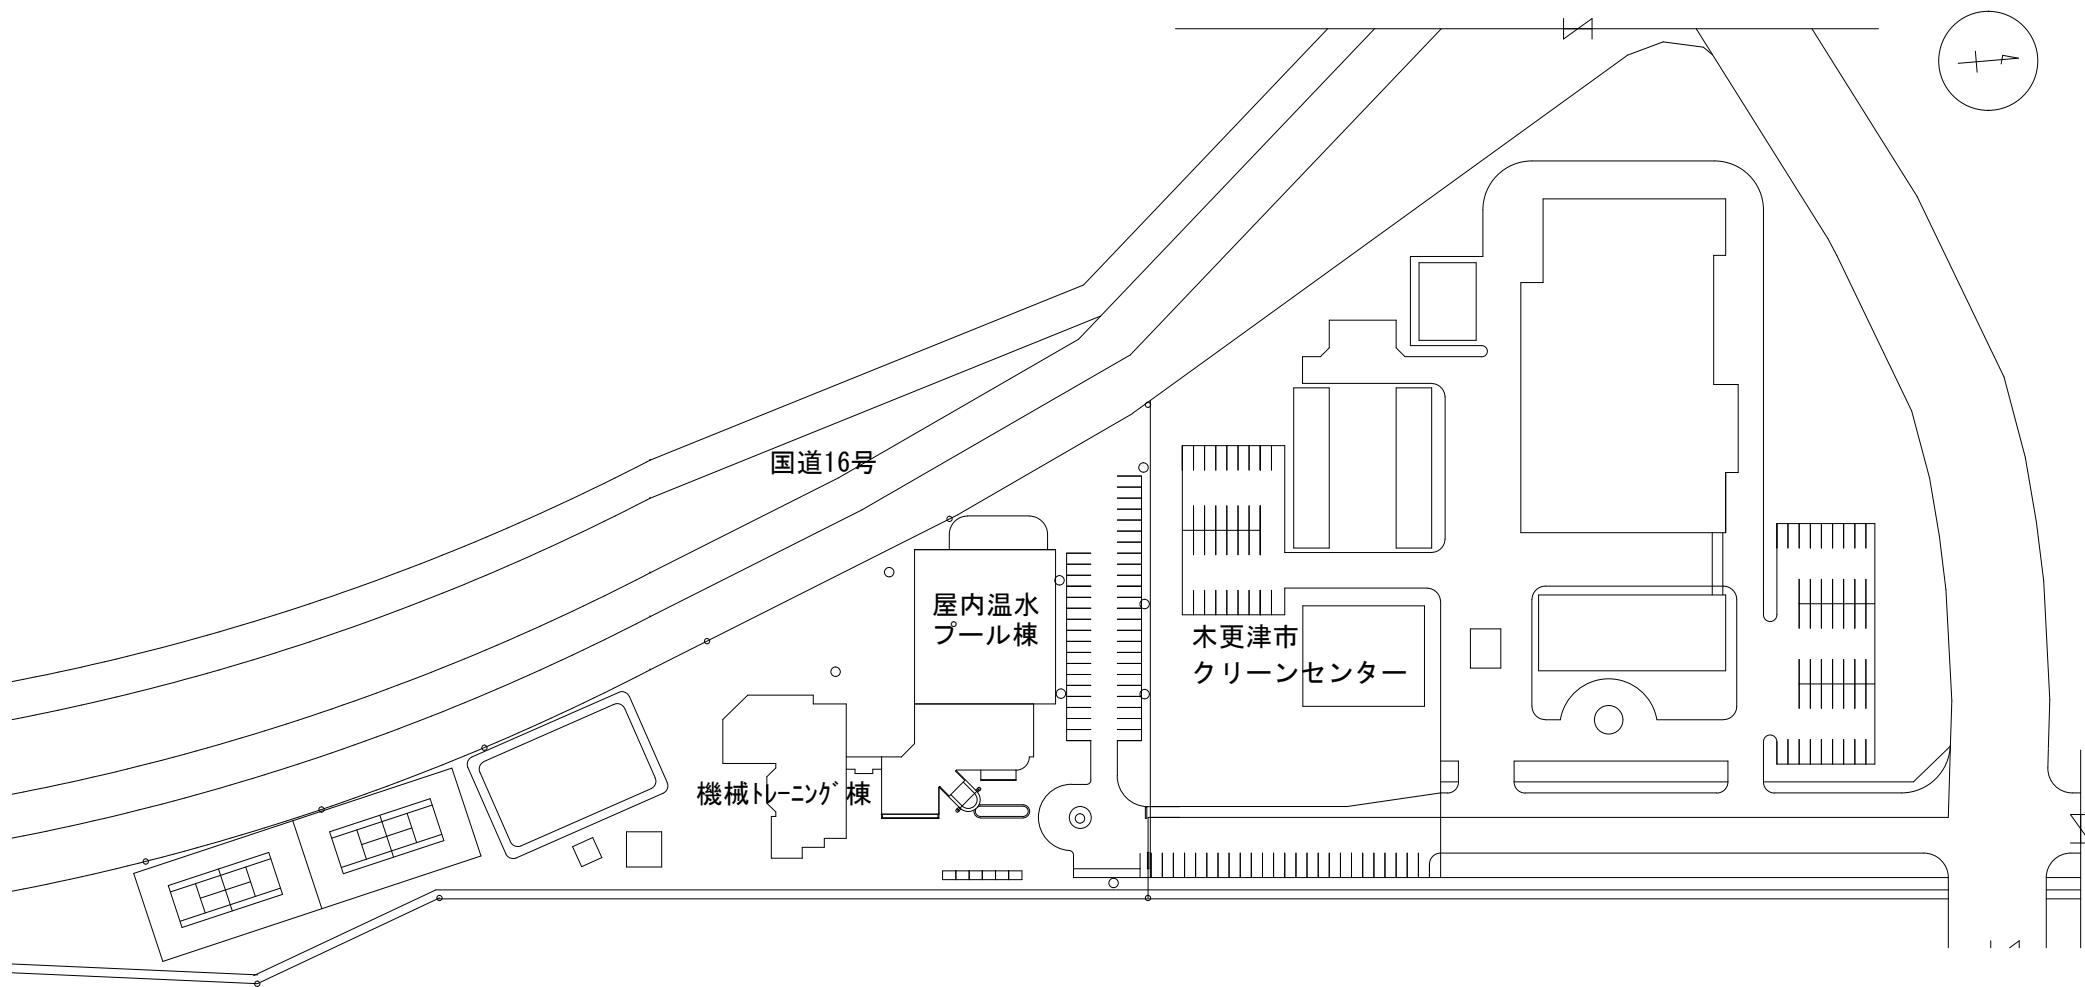 国道16号
屋内温水
プール棟
木更津市
クリーンセンター
機械ﾄﾚｰﾆﾝｸﾞ棟